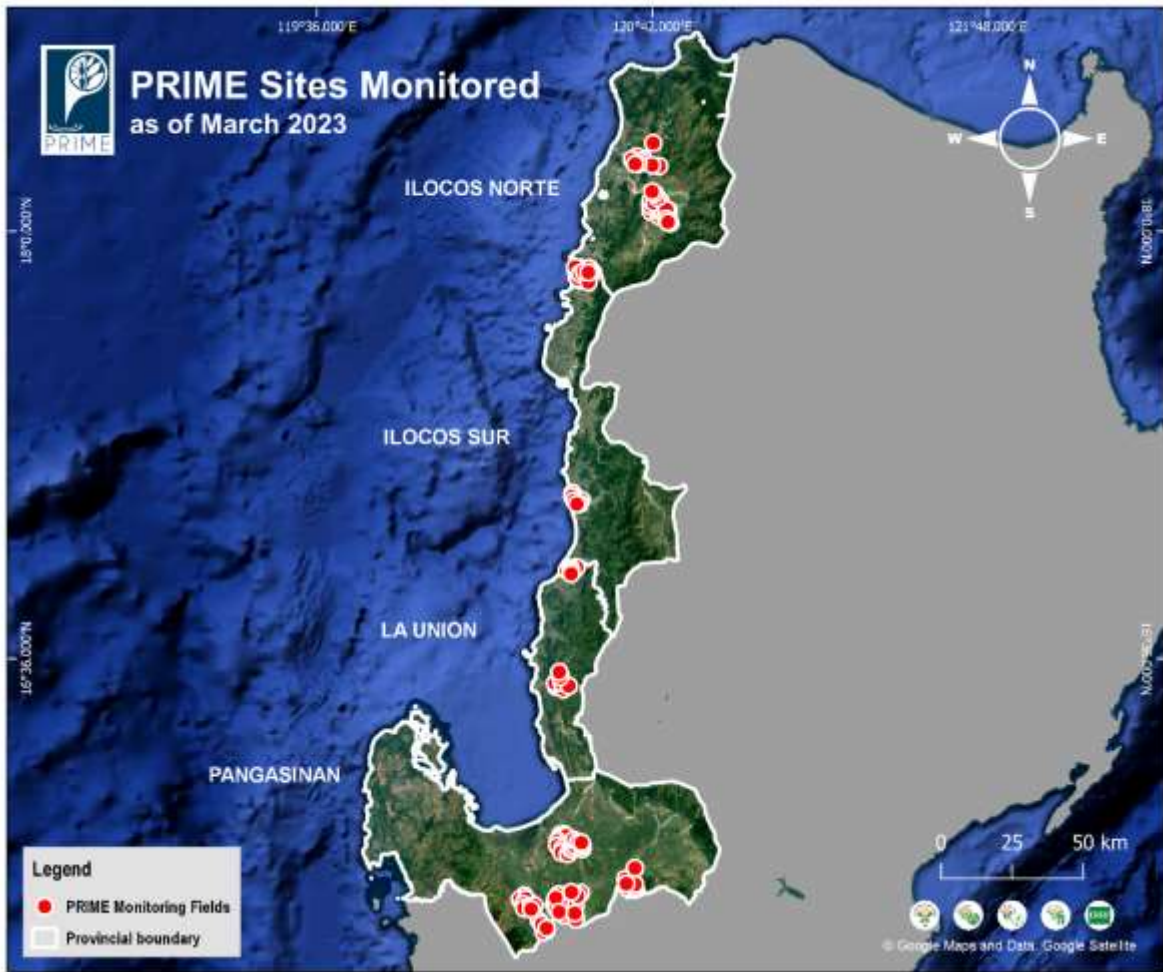 119°36.000'E
120°42.000'E
121°48.000'E
PRIME
PRIME Sites Monitored
as of March 2023
N
W
E
S
ILOCOS NORTE
18°0.000'N
18°0.000'N
ILOCOS SUR
LA UNION
16°36.000'N
16°36.000'N
PANGASINAN
0 25 50 km
Legend
PRIME Monitoring Fields
Provincial boundary
© Google Maps and Data: Google Satellite